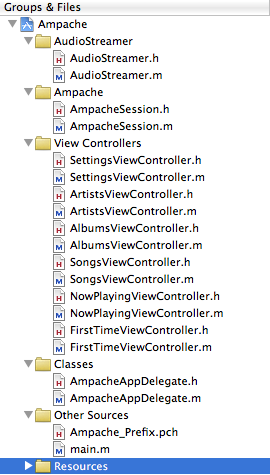 Groups & Files
Ampache
AudioStreamer
AudioStreamer.h
AudioStreamer.m
Ampache
AmpacheSession.h
AmpacheSession.m
View Controllers
SettingsViewController.h
SettingsViewController.m
ArtistsViewController.h
ArtistsViewController.m
AlbumsViewController.h
AlbumsViewController.m
SongsViewController.h
SongsViewController.m
NowPlayingViewController.h
NowPlayingViewController.m
FirstTimeViewController.h
FirstTimeViewController.m
Classes
AmpacheAppDelegate.h
AmpacheAppDelegate.m
Other Sources
Ampache_Prefix.pch
main.m
Resources